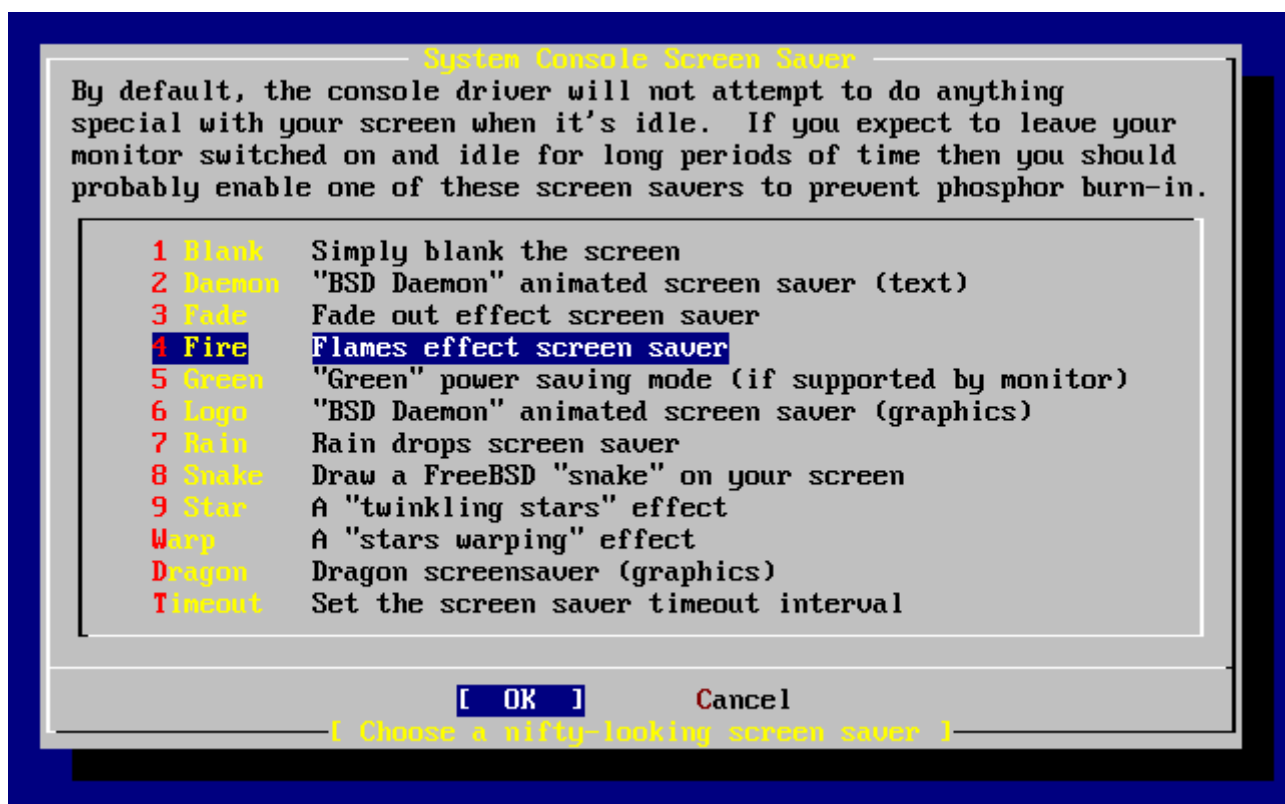 System Console Screen Saver
By default, the console driver will not attempt to do anything
special with your screen when it's idle.  If you expect to leave your
monitor switched on and idle for long periods of time then you should
probably enable one of these screen savers to prevent phosphor burn-in.
1 Blank   Simply blank the screen
2 Daemon  "BSD Daemon" animated screen saver (text)
3 Fade    Fade out effect screen saver
4 Fire    Flames effect screen saver
5 Green   "Green" power saving mode (if supported by monitor)
6 Logo    "BSD Daemon" animated screen saver (graphics)
7 Rain    Rain drops screen saver
8 Snake   Draw a FreeBSD "snake" on your screen
9 Star    A "twinkling stars" effect
Warp      A "stars warping" effect
Dragon    Dragon screensaver (graphics)
Timeout   Set the screen saver timeout interval
[  OK  ]       Cancel
[ Choose a nifty-looking screen saver ]